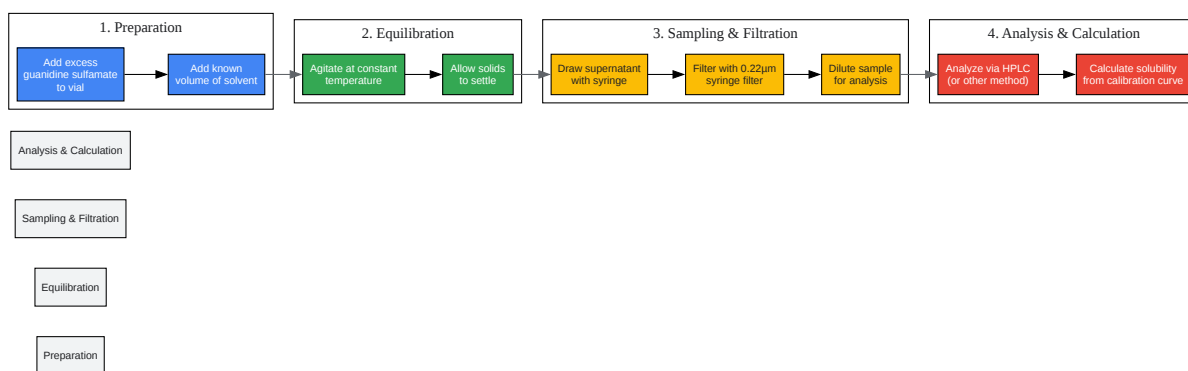 1. Preparation
Add excess
guanidine sulfamate
to vial
Add known
volume of solvent
2. Equilibration
Agitate at constant
temperature
Allow solids
to settle
3. Sampling & Filtration
Draw supernatant
with syringe
Filter with 0.22µm
syringe filter
Dilute sample
for analysis
4. Analysis & Calculation
Analyze via HPLC
(or other method)
Calculate solubility
from calibration curve
Analysis & Calculation
Sampling & Filtration
Equilibration
Preparation